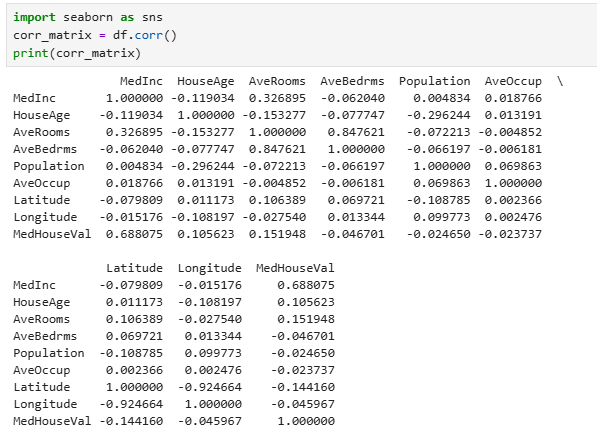 import seaborn as sns
corr_matrix = df.corr()
print(corr_matrix)
MedInc HouseAge AveRooms AveBedrms Population AveOccup \
MedInc 1.000000 -0.119034 0.326895 -0.062040 0.004834 0.018766
HouseAge -0.119034 1.000000 -0.153277 -0.077747 -0.296244 0.013191
AveRooms 0.326895 -0.153277 1.000000 0.847621 -0.072213 -0.004852
AveBedrms -0.062040 -0.077747 0.847621 1.000000 -0.066197 -0.006181
Population 0.004834 -0.296244 -0.072213 -0.066197 1.000000 0.069863
AveOccup 0.018766 0.013191 -0.004852 -0.006181 0.069863 1.000000
Latitude -0.079809 0.011173 0.106389 0.069721 -0.108785 0.002366
Longitude -0.015176 -0.108197 -0.027540 0.013344 0.099773 0.002476
MedHouseVal 0.688075 0.105623 0.151948 -0.046701 -0.024650 -0.023737
Latitude Longitude MedHouseVal
MedInc -0.079809 -0.015176 0.688075
HouseAge 0.011173 -0.108197 0.105623
AveRooms 0.106389 -0.027540 0.151948
AveBedrms 0.069721 0.013344 -0.046701
Population -0.108785 0.099773 -0.024650
AveOccup 0.002366 0.002476 -0.023737
Latitude 1.000000 -0.924664 -0.144160
Longitude -0.924664 1.000000 -0.045967
MedHouseVal -0.144160 -0.045967 1.000000